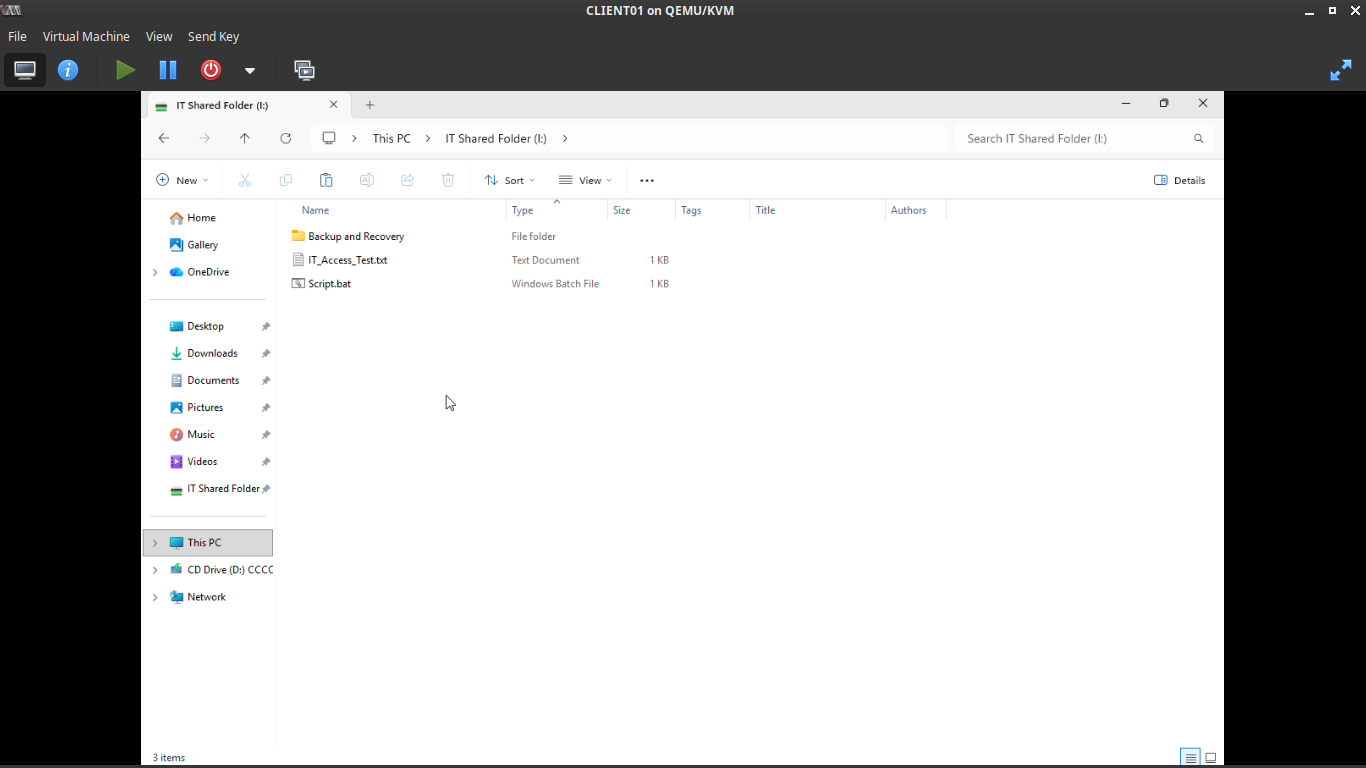 CLIENT01 on QEMU/KVM
File Virtual Machine View Send Key
IT Shared Folder (I:)
This PC > IT Shared Folder (I:) >
Search IT Shared Folder (I:)
New Sort View ... Details
Name Type Size Tags Title Authors
Backup and Recovery File folder
IT_Access_Test.txt Text Document 1 KB
Script.bat Windows Batch File 1 KB
Home
Gallery
OneDrive
Desktop
Downloads
Documents
Pictures
Music
Videos
IT Shared Folder
This PC
CD Drive (D:) CCCC
Network
3 items